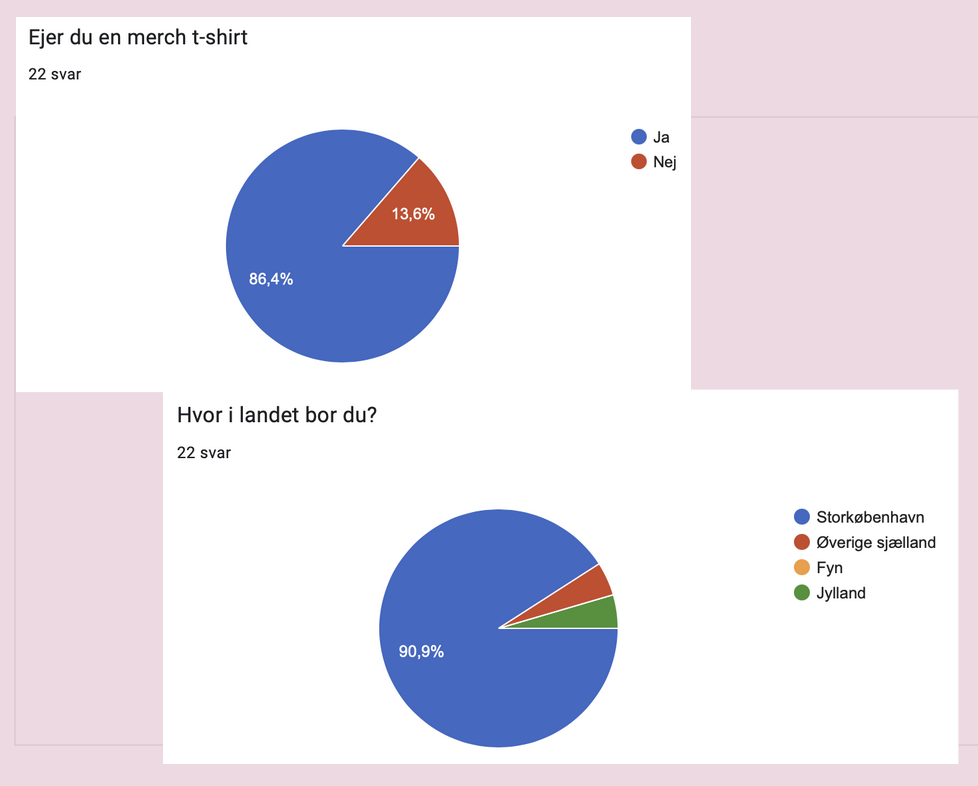 Ejer du en merch t-shirt
22 svar
Ja
Nej
13,6%
86,4%
Hvor i landet bor du?
22 svar
Storkøbenhavn
Øverige sjælland
Fyn
Jylland
90,9%